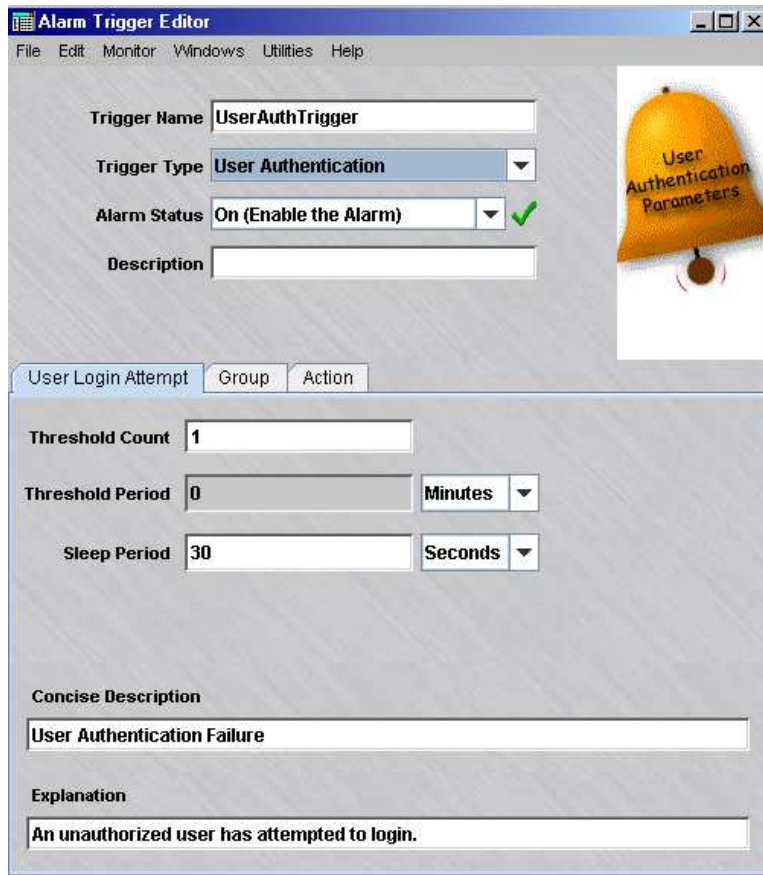 Alarm Trigger Editor
File Edit Monitor Windows Utilities Help
Trigger Name UserAuthTrigger
Trigger Type User Authentication
Alarm Status On (Enable the Alarm)
Description
User
Authentication
Parameters
User Login Attempt Group Action
Threshold Count 1
Threshold Period 0 Minutes
Sleep Period 30 Seconds
Concise Description
User Authentication Failure
Explanation
An unauthorized user has attempted to login.